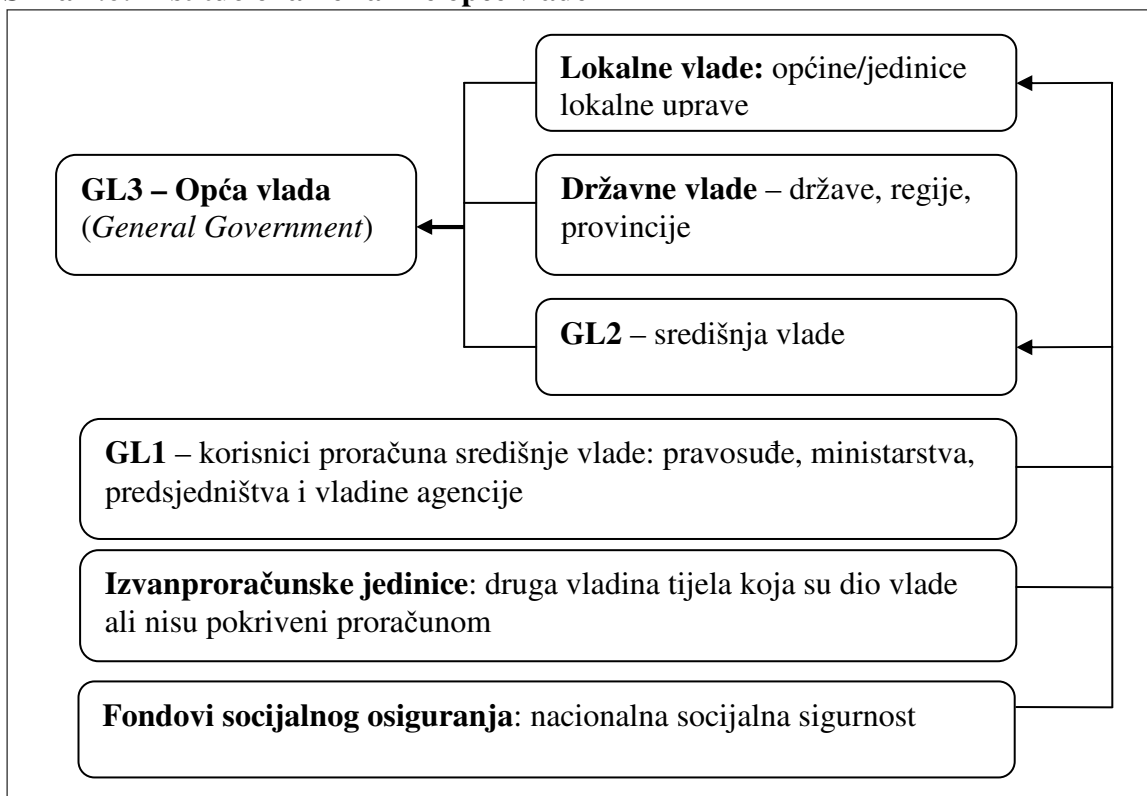 opće vlade
Lokalne vlade: općine/jedinice
lokalne uprave
GL3 – Opća vlada
(General Government)
Državne vlade – države, regije,
provincije
GL2 – središnja vlade
GL1 – korisnici proračuna središnje vlade: pravosuđe, ministarstva,
predsjedništva i vladine agencije
Izvanproračunske jedinice: druga vladina tijela koja su dio vlade
ali nisu pokriveni proračunom
Fondovi socijalnog osiguranja: nacionalna socijalna sigurnost